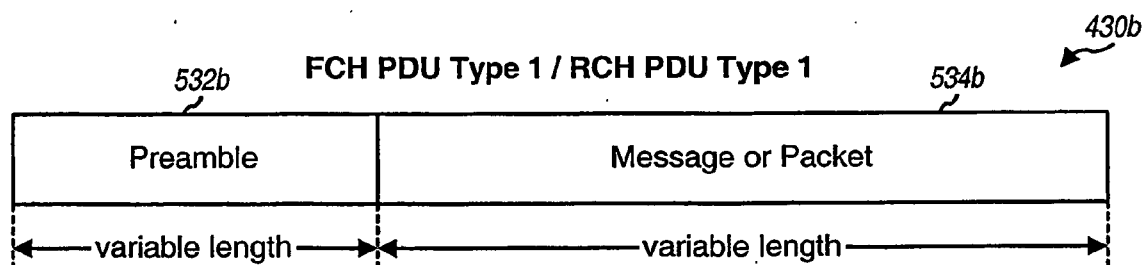 430b
FCH PDU Type 1 / RCH PDU Type 1
532b
534b
Preamble
Message or Packet
variable length
variable length